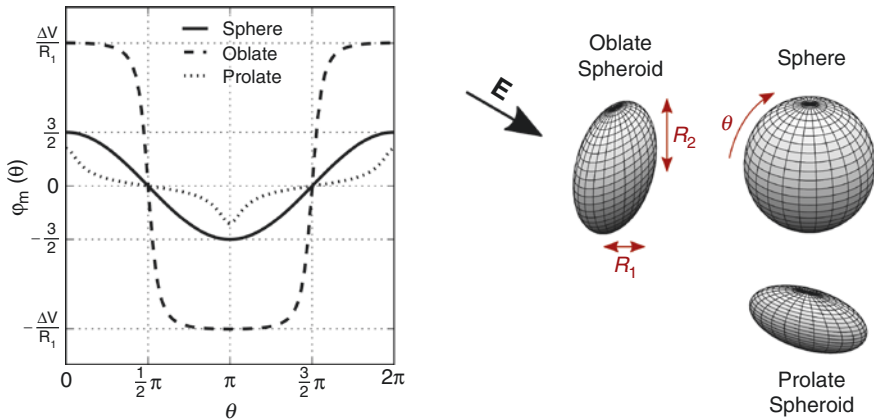 Sphere
Oblate
Prolate
ΔV/R₁
3/2
0
−3/2
−ΔV/R₁
φₘ (θ)
0
1/2 π
π
3/2 π
2π
θ
E
Oblate
Spheroid
R₂
R₁
Sphere
θ
Prolate
Spheroid